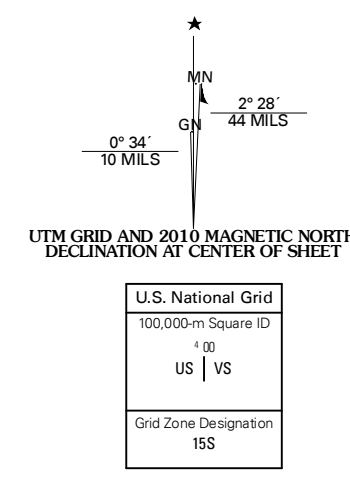 MN
2° 28´
44 MILS
GN
0° 34´
10 MILS
UTM GRID AND 2010 MAGNETIC NORTH
DECLINATION AT CENTER OF SHEET
U.S. National Grid
100,000-m Square ID
4 00
US VS
Grid Zone Designation
15S